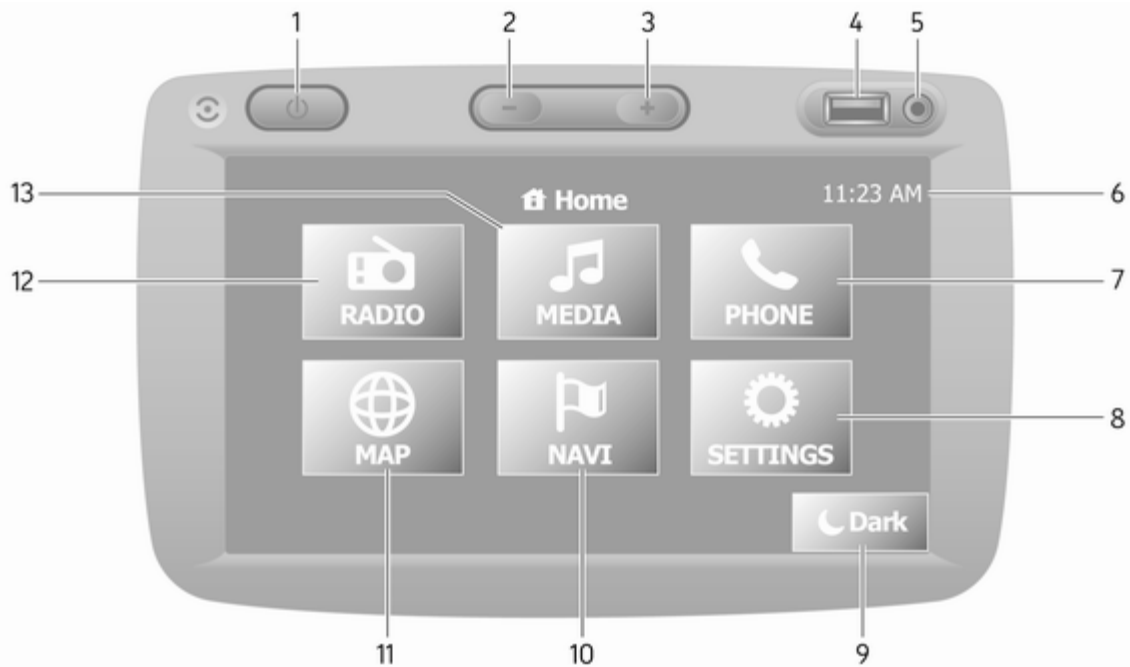 1 2 3 4 5
Home 11:23 AM
13 6
RADIO MEDIA PHONE
12 7
MAP NAVI SETTINGS
8
Dark
11 10 9